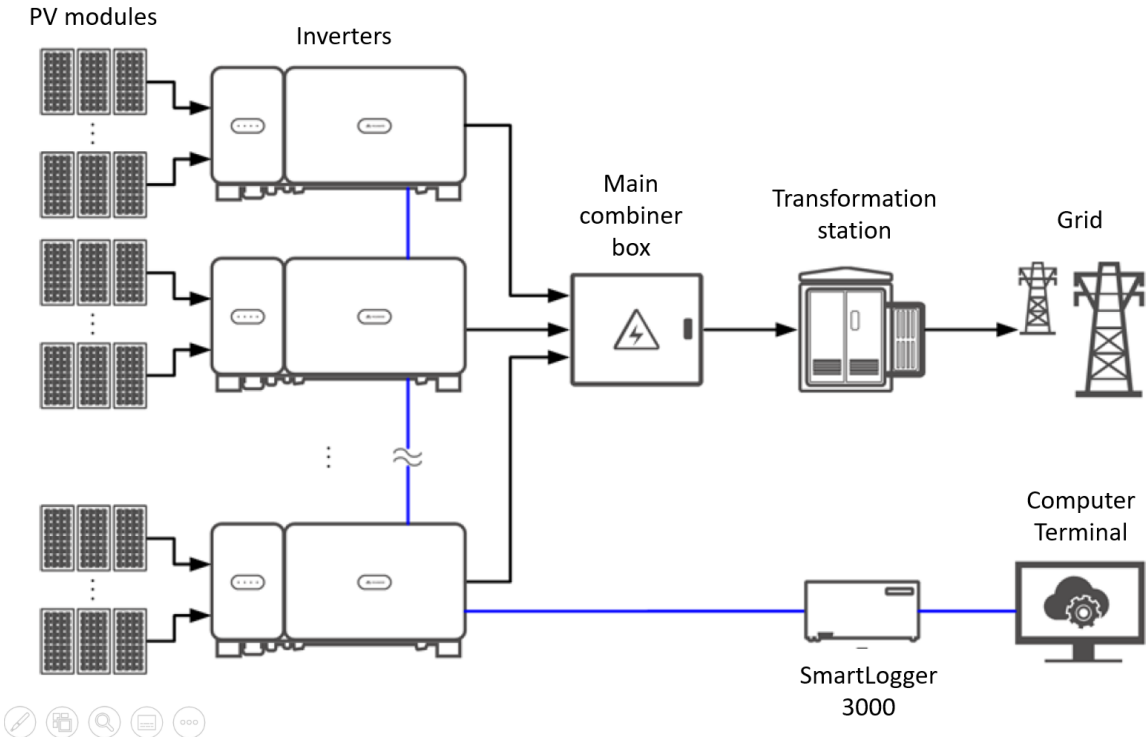 PV modules
Inverters
Main
combiner
box
Transformation
station
Grid
Computer
Terminal
SmartLogger
3000